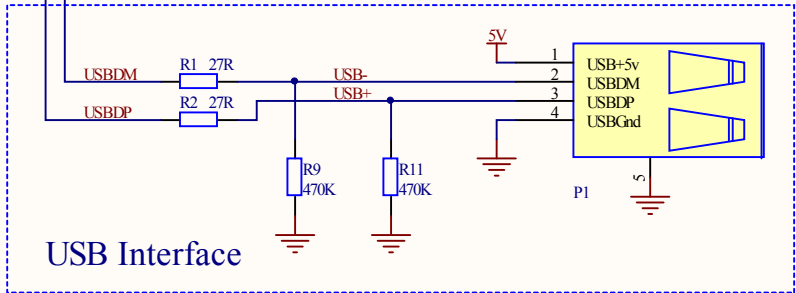 5V
R1 27R
1
USB+5v
USBDM
USB-
2
USBDM
R2 27R
USB+
3
USBDP
USBDP
4
USBGnd
R9
470K
R11
470K
5
P1
USB Interface